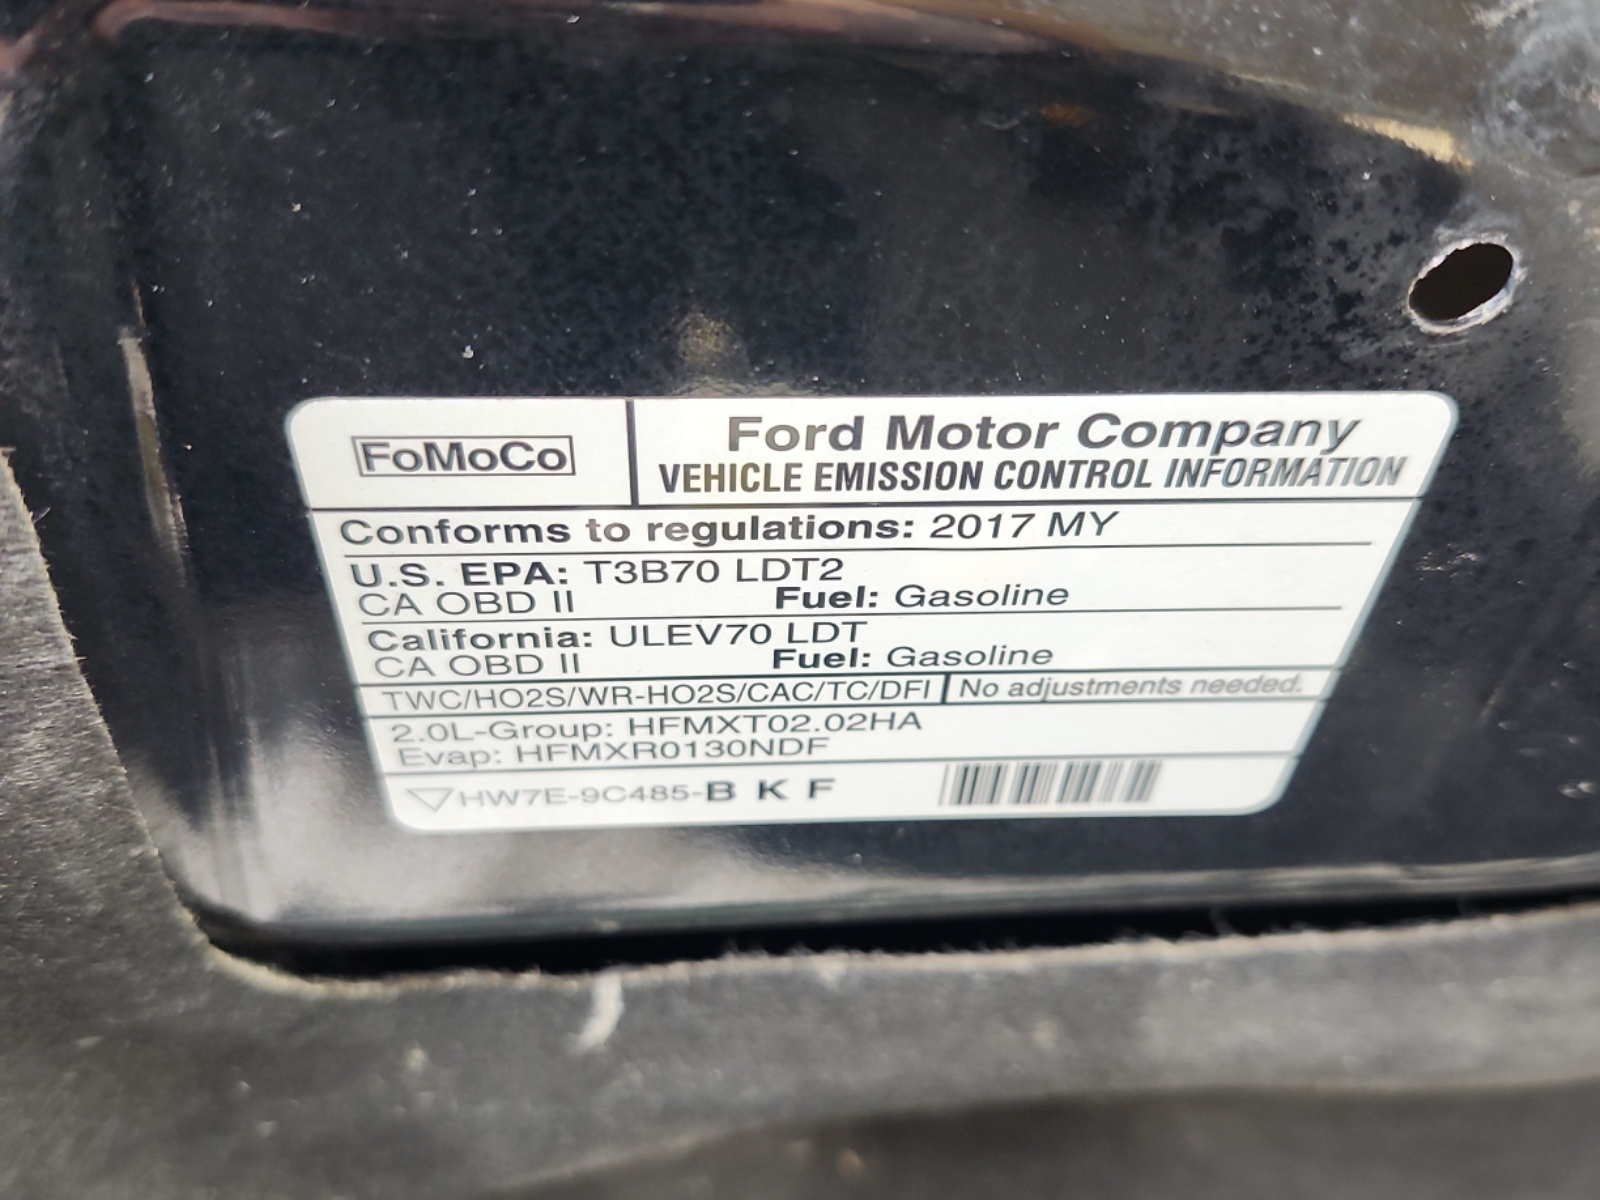 FoMoCo
Ford Motor Company
VEHICLE EMISSION CONTROL INFORMATION
Conforms to regulations: 2017 MY
U.S. EPA: T3B70 LDT2
CA OBD II Fuel: Gasoline
California: ULEV70 LDT
CA OBD II Fuel: Gasoline
TWC/HO2S/WR-HO2S/CAC/TC/DFI No adjustments needed.
2.0L-Group: HFMXT02.02HA
Evap: HFMXR0130NDF
HW7E-9C485-B K F